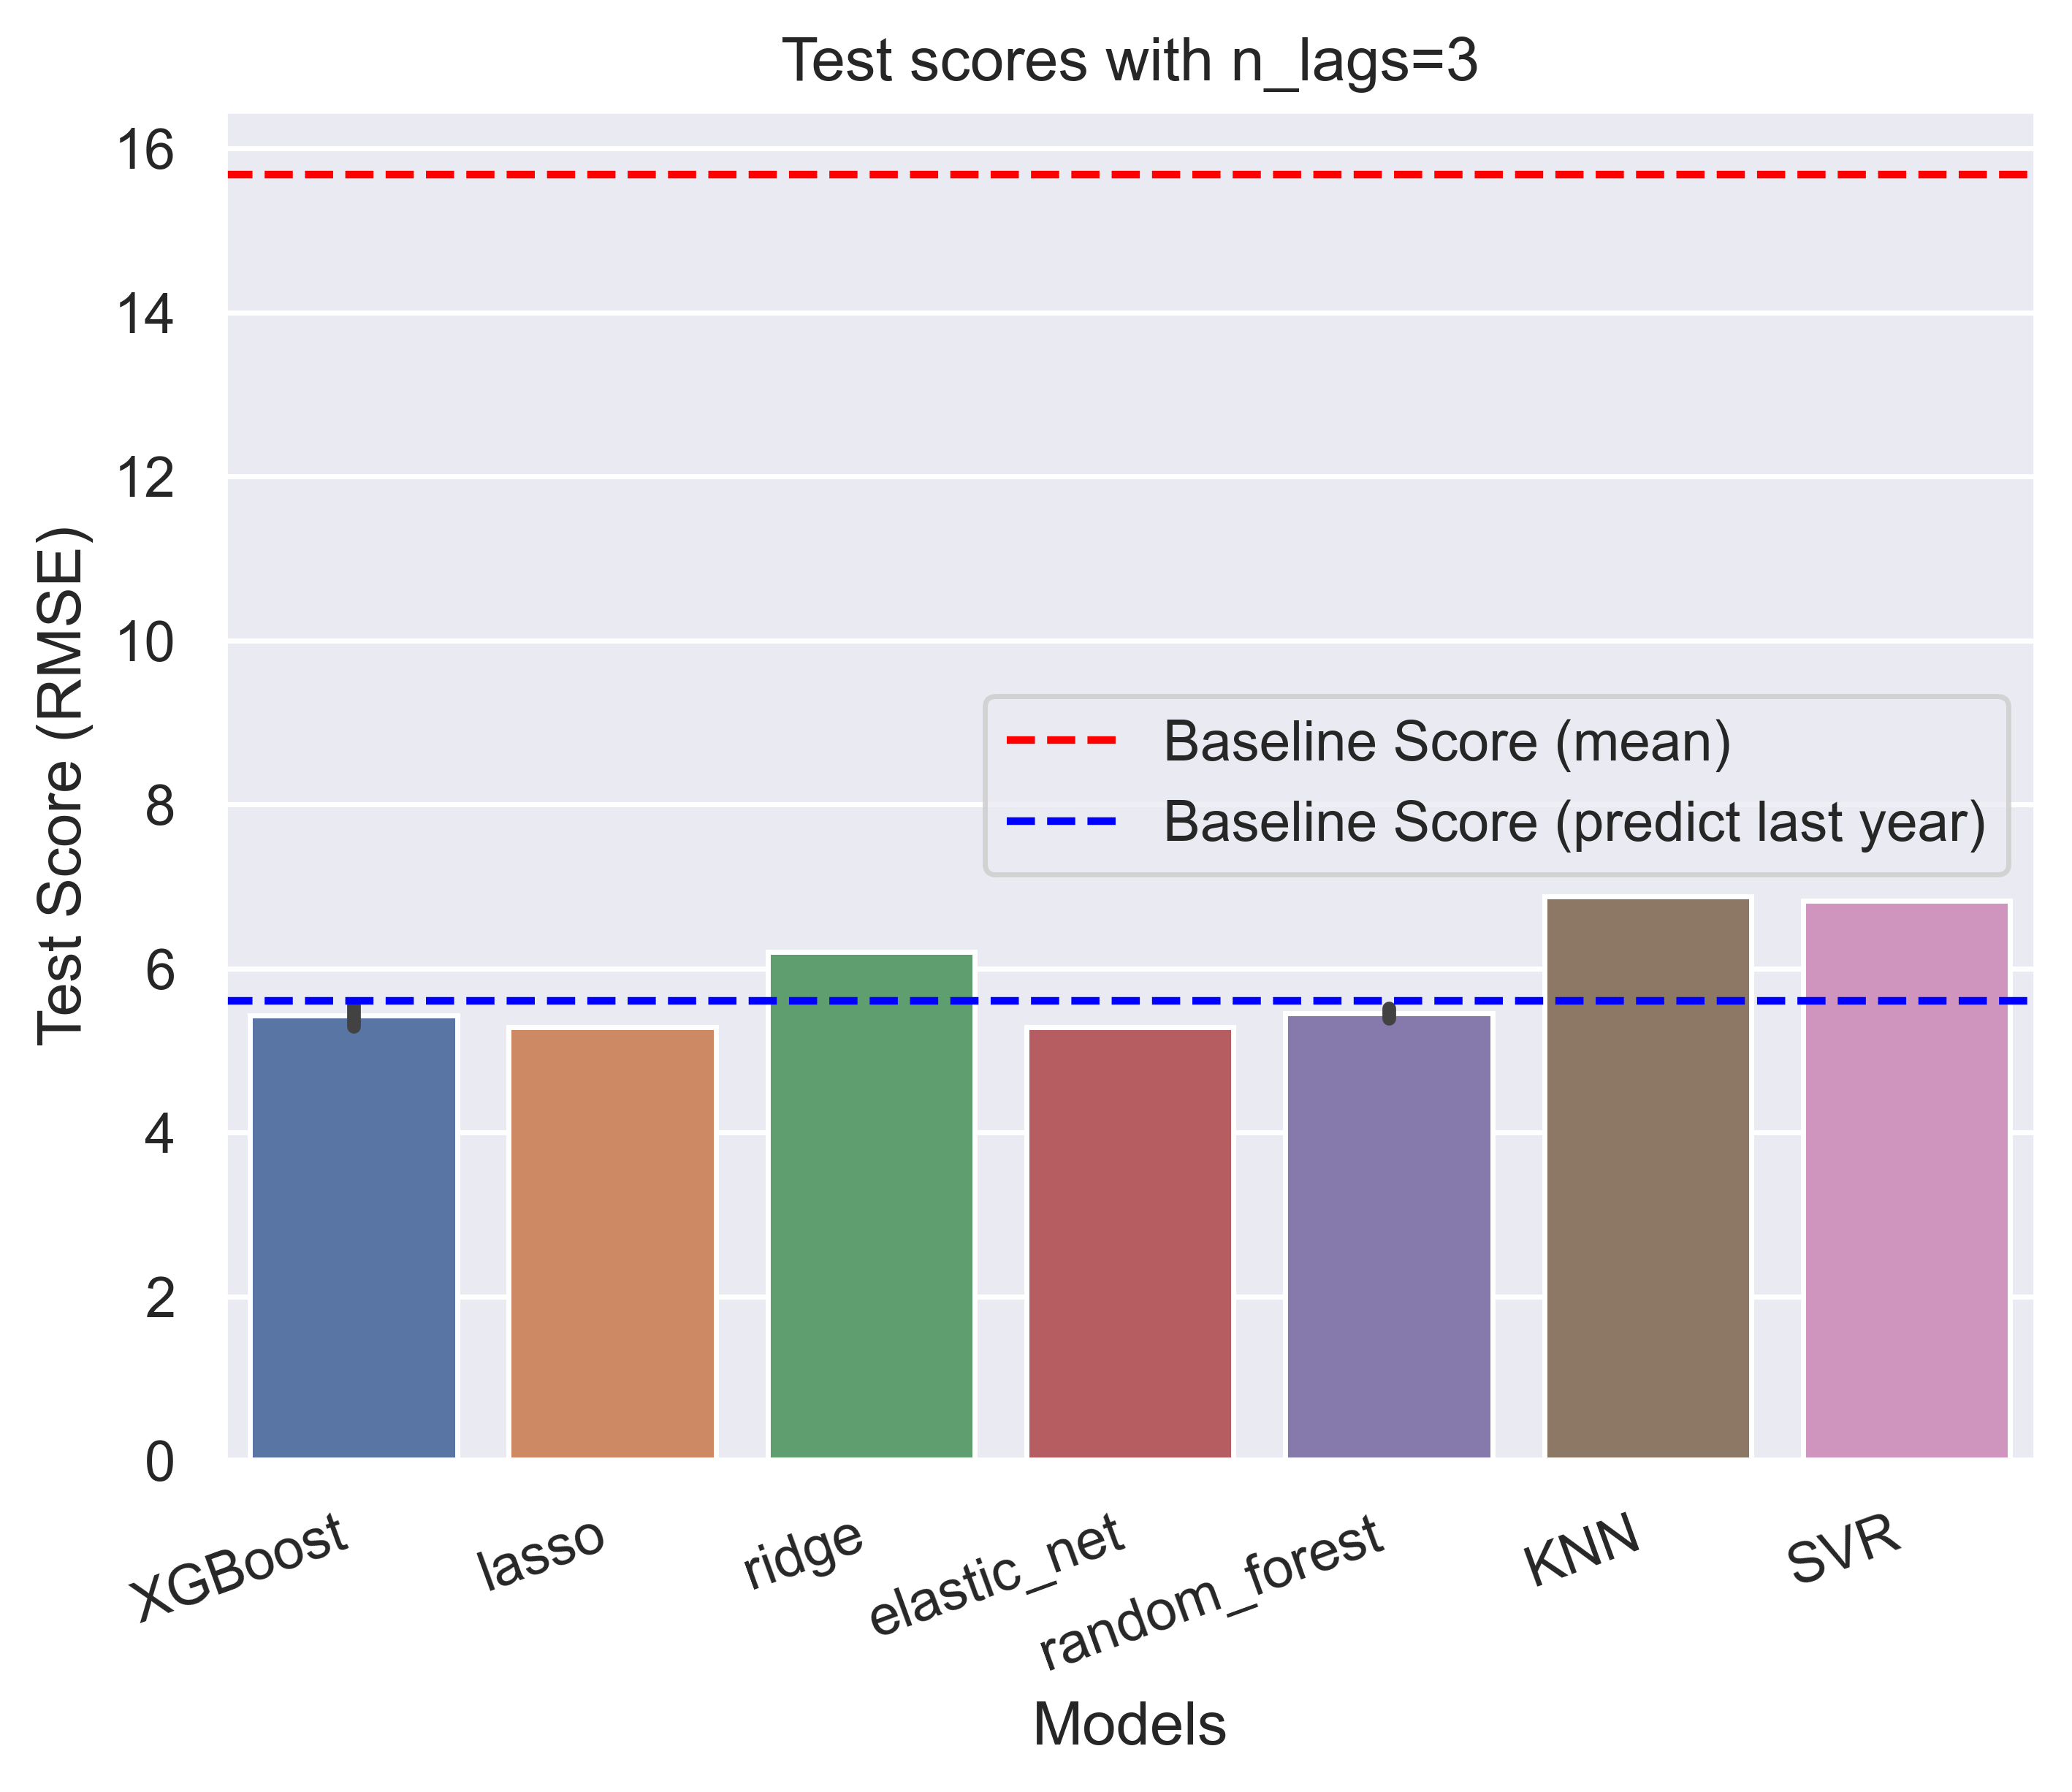 Test scores with n_lags=3
Test Score (RMSE)
16
14
12
10
8
6
4
2
0
Baseline Score (mean)
Baseline Score (predict last year)
XGBoost
lasso
ridge
elastic_net
random_forest
KNN
SVR
Models